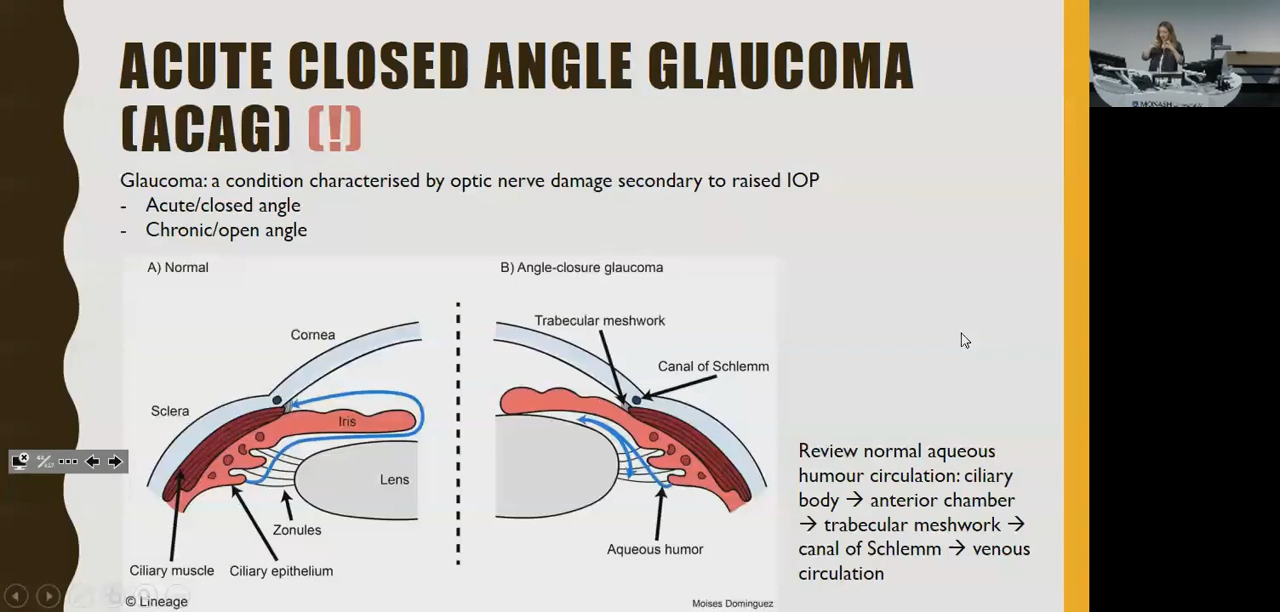 ACUTE CLOSED ANGLE GLAUCOMA
(ACAG) (!)
Glaucoma: a condition characterised by optic nerve damage secondary to raised IOP
- Acute/closed angle
- Chronic/open angle
A) Normal
B) Angle-closure glaucoma
Trabecular meshwork
Cornea
Canal of Schlemm
Sclera
Iris
Lens
Zonules
Aqueous humor
Ciliary muscle
Ciliary epithelium
© Lineage
Moises Dominguez
Review normal aqueous
humour circulation: ciliary
body → anterior chamber
→ trabecular meshwork →
canal of Schlemm → venous
circulation
MONASH